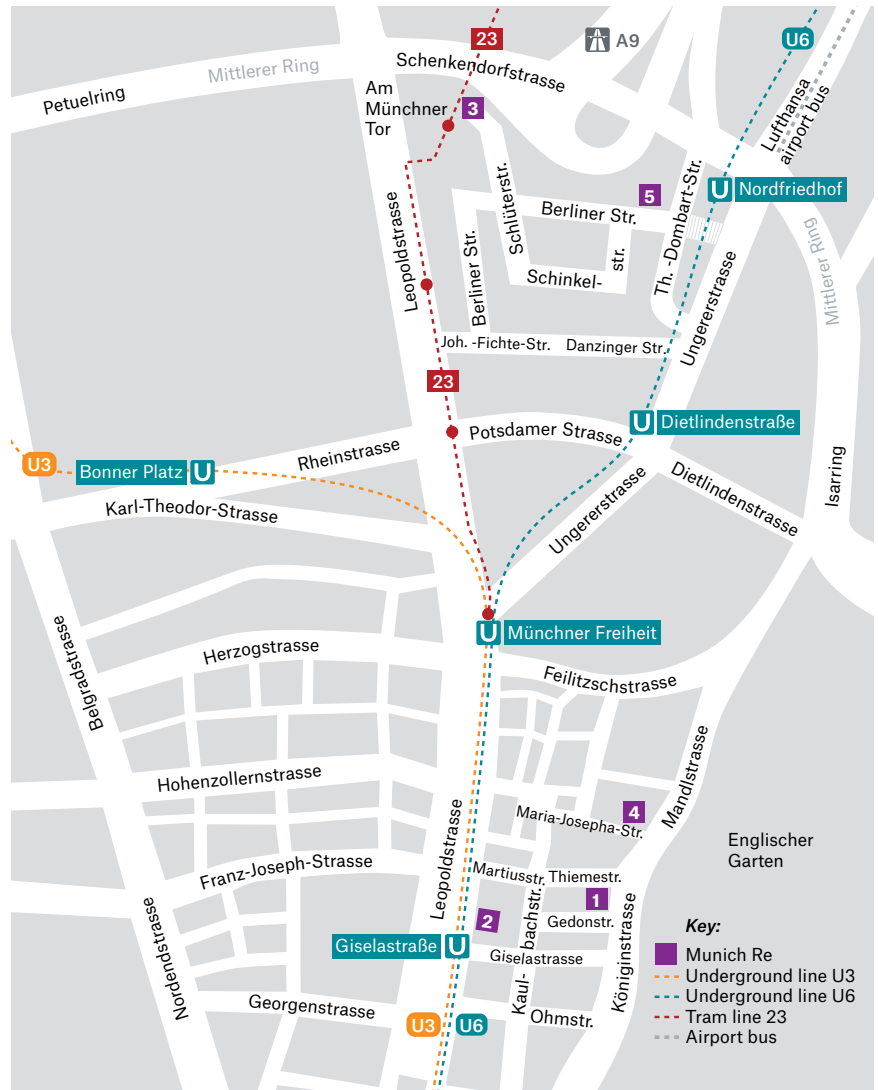 23
A9
U6
Schenkendorfstrasse
Mittlerer Ring
Petuelring
Am
Münchner
Tor
3
Lufthansa
airport bus
Nordfriedhof
5
Berliner Str.
Schlüterstr.
Th. -Dombart-Str.
Leopoldstrasse
Berliner Str.
Schinkel-
str.
Mittlerer Ring
Ungererstrasse
Joh. -Fichte-Str.
Danzinger Str.
23
Dietlindenstraße
Potsdamer Strasse
Rheinstrasse
U3
Bonner Platz
Karl-Theodor-Strasse
Dietlindenstrasse
Isarring
Ungererstrasse
Münchner Freiheit
Herzogstrasse
Belgradstrasse
Feilitzschstrasse
Mandlstrasse
Hohenzollernstrasse
4
Maria-Josepha-Str.
Englischer
Garten
Leopoldstrasse
Franz-Joseph-Strasse
Martiusstr.
Thiemestr.
1
2
Gedonstr.
Kaul-
bachstr.
Giselastraße
Giselastrasse
Königinstrasse
Nordendstrasse
Georgenstrasse
U3
U6
Ohmstr.
Key:
Munich Re
Underground line U3
Underground line U6
Tram line 23
Airport bus